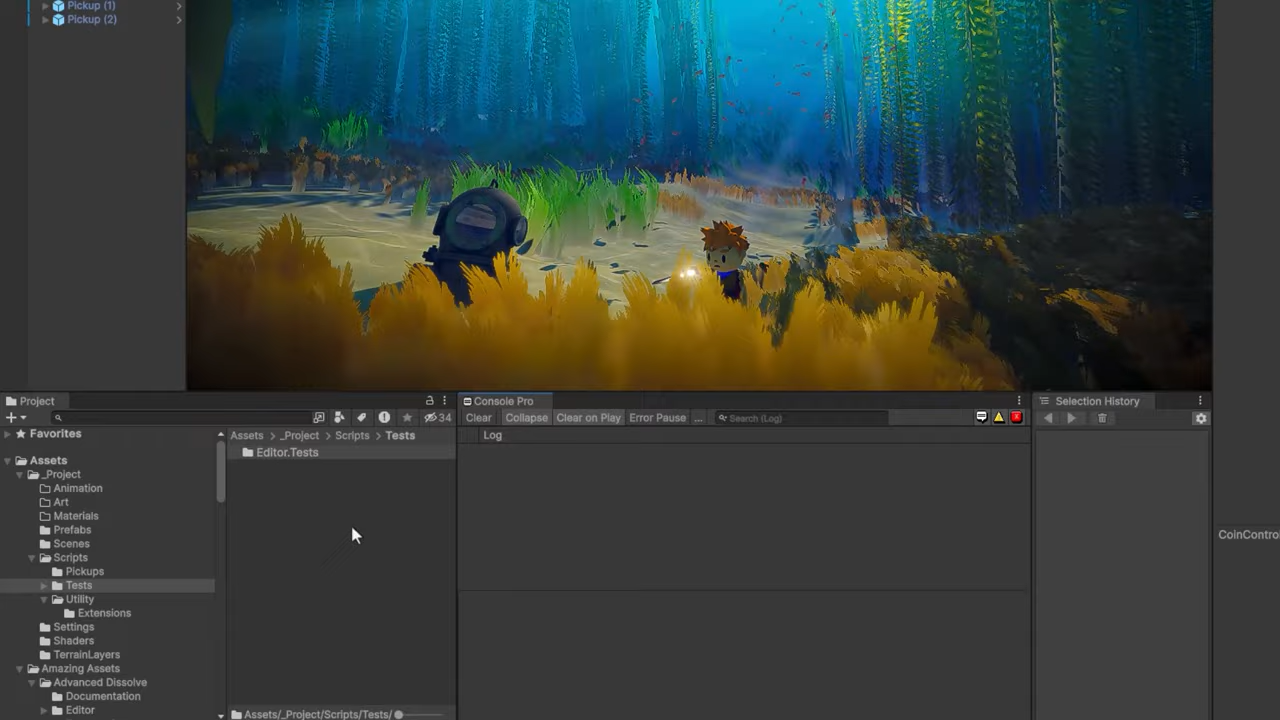 Pickup (1)
Pickup (2)
Project
34
Favorites
Assets
_Project
Animation
Art
Materials
Prefabs
Scenes
Scripts
Pickups
Tests
Utility
Extensions
Settings
Shaders
TerrainLayers
Amazing Assets
Advanced Dissolve
Documentation
Editor
Assets > _Project > Scripts > Tests
Editor.Tests
Assets/_Project/Scripts/Tests/
Console Pro
Clear Collapse Clear on Play Error Pause ... Search (Log)
Log
Selection History
CoinContro